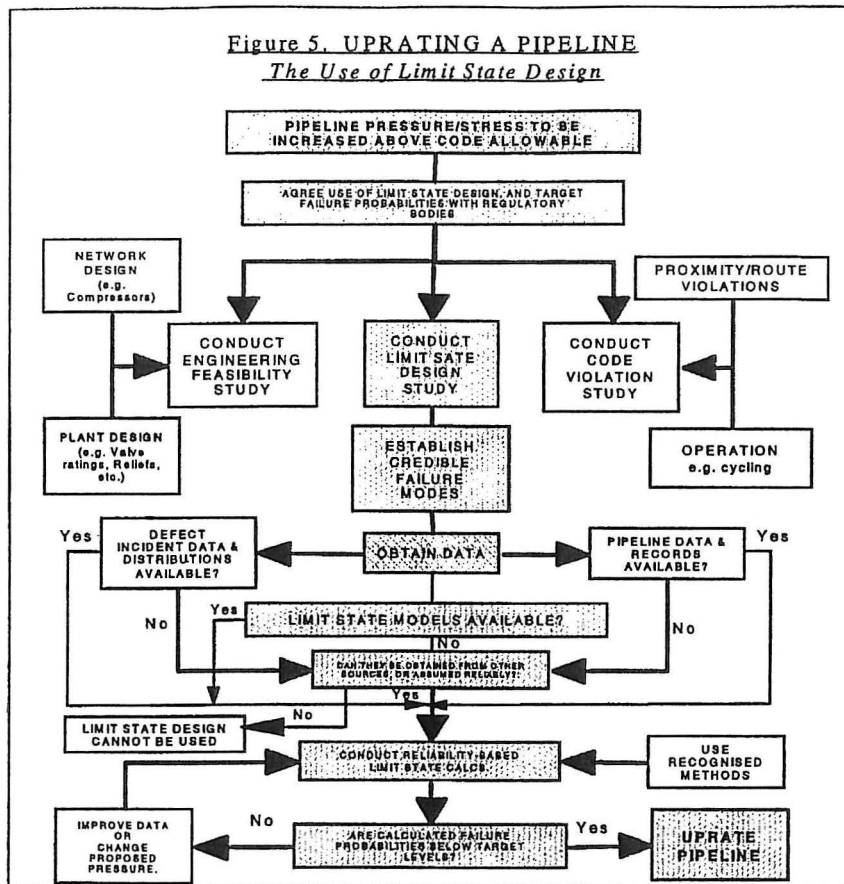 Figure 5. UPRATING A PIPELINE
The Use of Limit State Design
PIPELINE PRESSURE/STRESS TO BE
INCREASED ABOVE CODE ALLOWABLE
AGREE USE OF LIMIT STATE DESIGN, AND TARGET
FAILURE PROBABILITIES WITH REGULATORY
BODIES
NETWORK
DESIGN
(e.g.
Compressors)
PROXIMITY/ROUTE
VIOLATIONS
CONDUCT
ENGINEERING
FEASIBILITY
STUDY
CONDUCT
LIMIT SATE
DESIGN
STUDY
CONDUCT
CODE
VIOLATION
STUDY
PLANT DESIGN
(e.g. Valve
ratings, Reliefs,
etc.)
OPERATION
e.g. cycling
ESTABLISH
CREDIBLE
FAILURE
MODES
Yes
DEFECT
INCIDENT DATA &
DISTRIBUTIONS
AVAILABLE?
OBTAIN DATA
PIPELINE DATA &
RECORDS
AVAILABLE?
Yes
No
Yes
LIMIT STATE MODELS AVAILABLE?
No
No
CAN THEY BE OBTAINED FROM OTHER
SOURCES, OR ASSUMED RELIABLY?
Yes
No
LIMIT STATE DESIGN
CANNOT BE USED
CONDUCT RELIABILITY-BASED
LIMIT STATE CALCS.
USE
RECOGNISED
METHODS
IMPROVE DATA
OR
CHANGE
PROPOSED
PRESSURE.
No
ARE CALCULATED FAILURE
PROBABILITIES BELOW TARGET
LEVELS?
Yes
UPRATE
PIPELINE